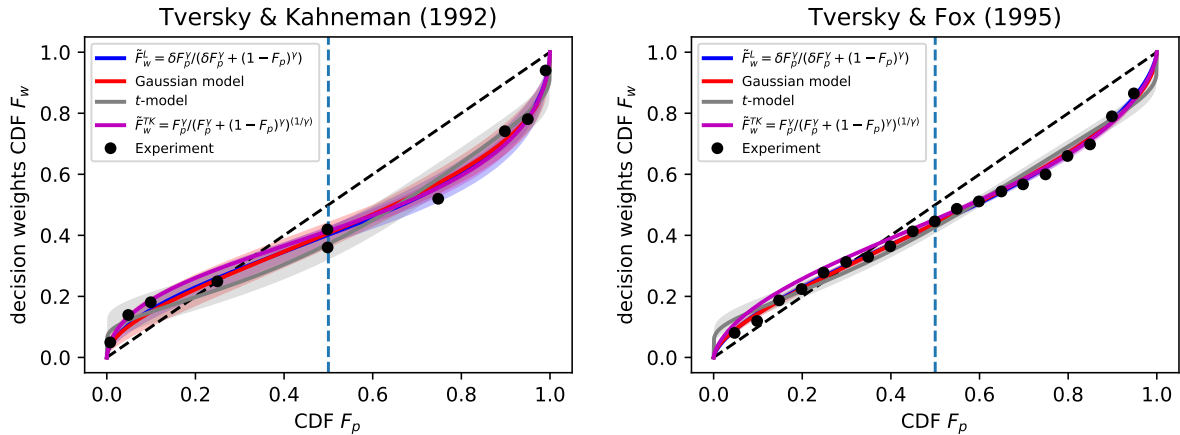 Tversky & Kahneman (1992)
decision weights CDF F_w
1.0
0.8
0.6
0.4
0.2
0.0
F̃_w^L = δF_p^γ/(δF_p^γ + (1 − F_p)^γ)
Gaussian model
t-model
F̃_w^{TK} = F_p^γ/(F_p^γ + (1 − F_p)^γ)^{(1/γ)}
Experiment
0.0 0.2 0.4 0.6 0.8 1.0
CDF F_p
Tversky & Fox (1995)
decision weights CDF F_w
1.0
0.8
0.6
0.4
0.2
0.0
F̃_w^L = δF_p^γ/(δF_p^γ + (1 − F_p)^γ)
Gaussian model
t-model
F̃_w^{TK} = F_p^γ/(F_p^γ + (1 − F_p)^γ)^{(1/γ)}
Experiment
0.0 0.2 0.4 0.6 0.8 1.0
CDF F_p